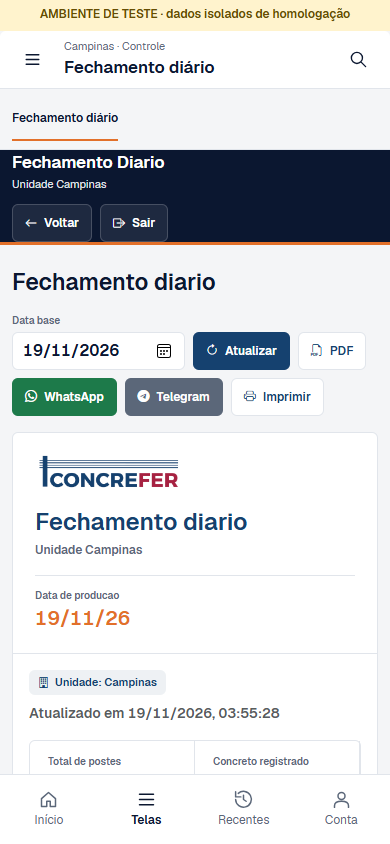 AMBIENTE DE TESTE · dados isolados de homologação
Campinas · Controle
Fechamento diário
Fechamento diário
Fechamento Diario
Unidade Campinas
Voltar
Sair
Fechamento diario
Data base
19/11/2026
Atualizar
PDF
WhatsApp
Telegram
Imprimir
CONCREFER
Fechamento diario
Unidade Campinas
Data de producao
19/11/26
Unidade: Campinas
Atualizado em 19/11/2026, 03:55:28
Total de postes
Concreto registrado
Início
Telas
Recentes
Conta